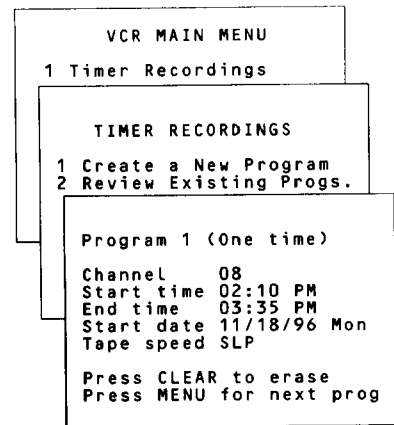 VCR MAIN MENU
1 Timer Recordings
TIMER RECORDINGS
1 Create a New Program
2 Review Existing Progs.
Program 1 (One time)
Channel 08
Start time 02:10 PM
End time 03:35 PM
Start date 11/18/96 Mon
Tape speed SLP
Press CLEAR to erase
Press MENU for next prog